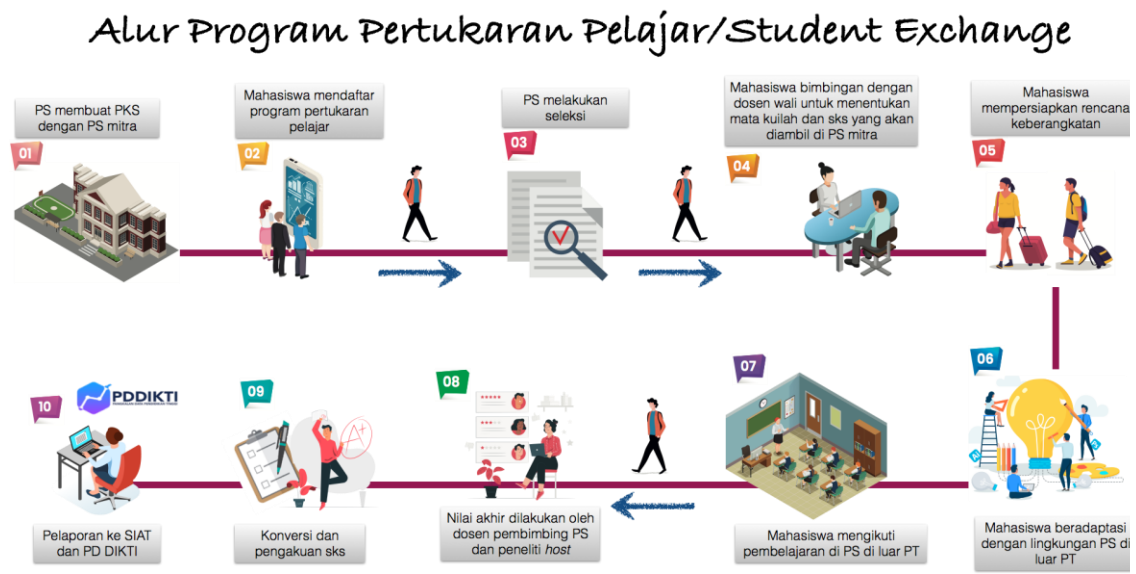 Alur Program Pertukaran Pelajar/Student Exchange
PS membuat PKS
dengan PS mitra
01
Mahasiswa mendaftar
program pertukaran
pelajar
02
PS melakukan
seleksi
03
Mahasiswa bimbingan dengan
dosen wali untuk menentukan
mata kuilah dan sks yang akan
diambil di PS mitra
04
Mahasiswa
mempersiapkan rencana
keberangkatan
05
06
Mahasiswa beradaptasi
dengan lingkungan PS di
luar PT
07
Mahasiswa mengikuti
pembelajaran di PS di luar PT
08
Nilai akhir dilakukan oleh
dosen pembimbing PS
dan peneliti host
09
A+
Konversi dan
pengakuan sks
10
PDDIKTI
Pelaporan ke SIAT
dan PD DIKTI